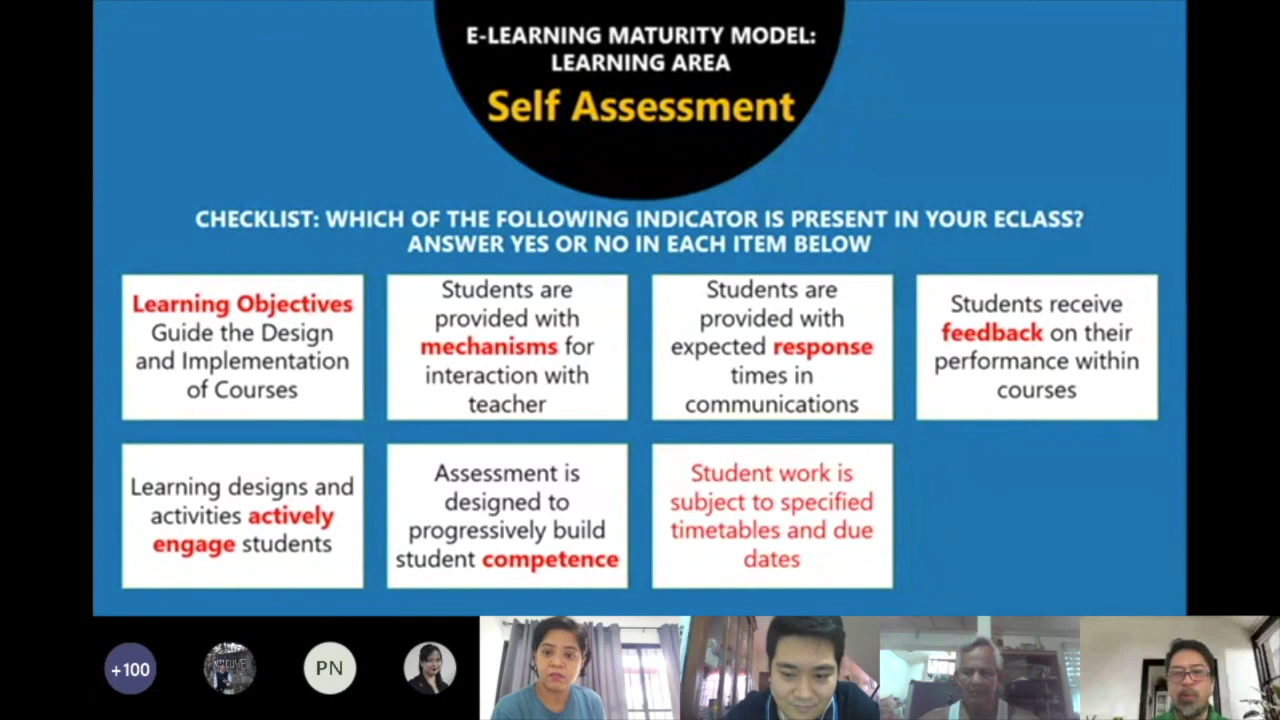 E-LEARNING MATURITY MODEL:
LEARNING AREA
Self Assessment
CHECKLIST: WHICH OF THE FOLLOWING INDICATOR IS PRESENT IN YOUR ECLASS?
ANSWER YES OR NO IN EACH ITEM BELOW
Learning Objectives
Guide the Design
and Implementation
of Courses
Students are
provided with
mechanisms for
interaction with
teacher
Students are
provided with
expected response
times in
communications
Students receive
feedback on their
performance within
courses
Learning designs and
activities actively
engage students
Assessment is
designed to
progressively build
student competence
Student work is
subject to specified
timetables and due
dates
+100
PN